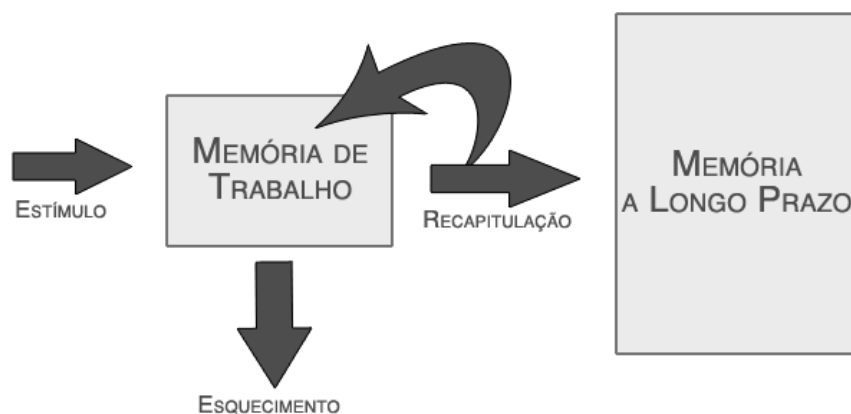 Estímulo
Memória de
Trabalho
Recapitulação
Esquecimento
Memória
a Longo Prazo